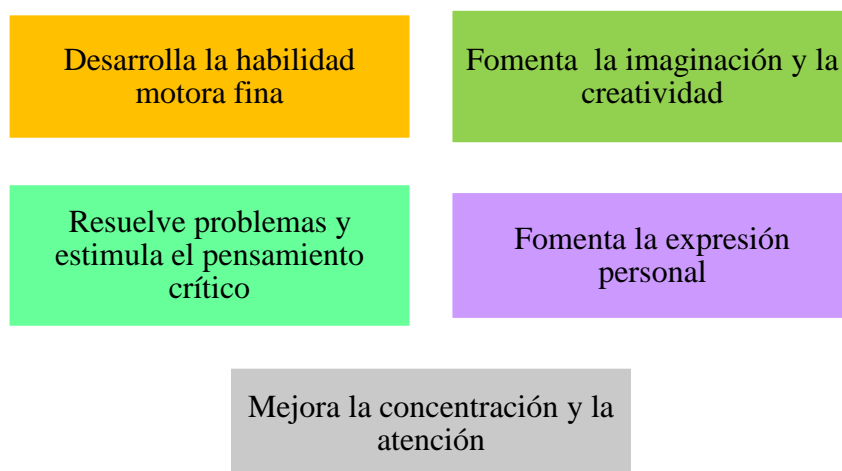 Desarrolla la habilidad
motora fina
Fomenta  la imaginación y la
creatividad
Resuelve problemas y
estimula el pensamiento
crítico
Fomenta la expresión
personal
Mejora la concentración y la
atención